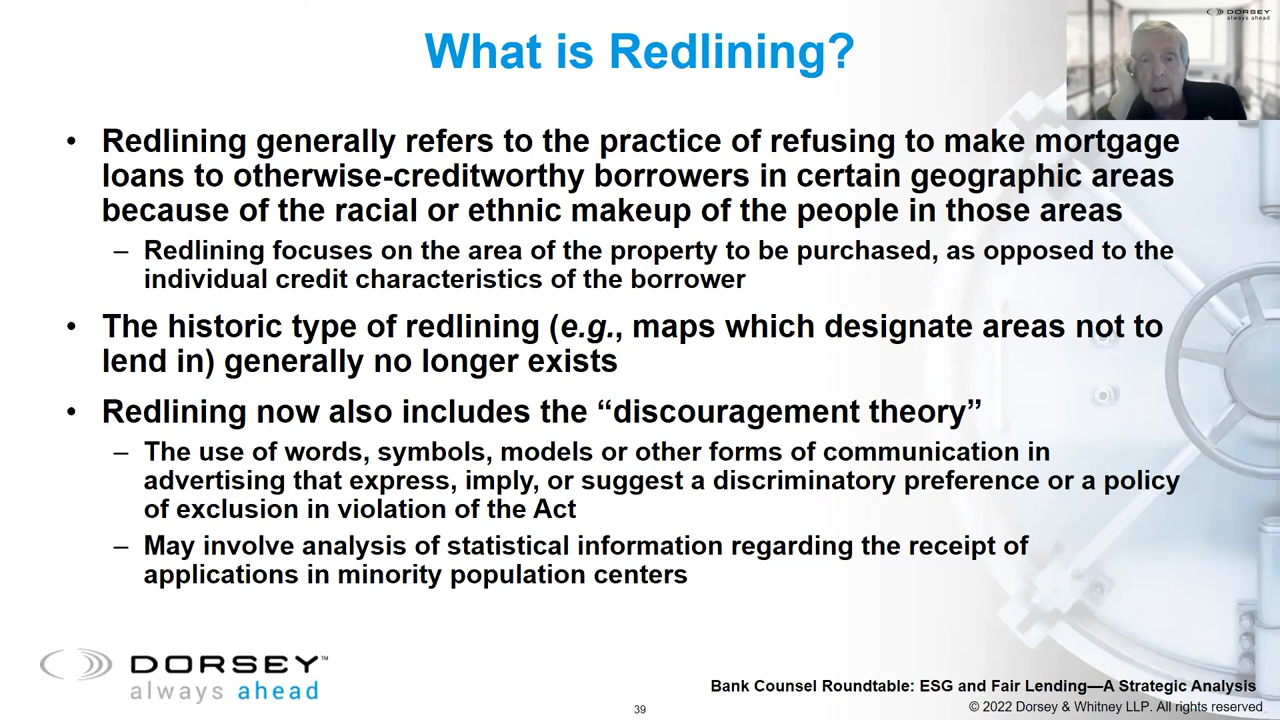 DORSEY
always ahead
What is Redlining?
• Redlining generally refers to the practice of refusing to make mortgage
loans to otherwise-creditworthy borrowers in certain geographic areas
because of the racial or ethnic makeup of the people in those areas
– Redlining focuses on the area of the property to be purchased, as opposed to the
individual credit characteristics of the borrower
• The historic type of redlining (e.g., maps which designate areas not to
lend in) generally no longer exists
• Redlining now also includes the “discouragement theory”
– The use of words, symbols, models or other forms of communication in
advertising that express, imply, or suggest a discriminatory preference or a policy
of exclusion in violation of the Act
– May involve analysis of statistical information regarding the receipt of
applications in minority population centers
DORSEY™
always ahead
Bank Counsel Roundtable: ESG and Fair Lending—A Strategic Analysis
39
© 2022 Dorsey & Whitney LLP. All rights reserved